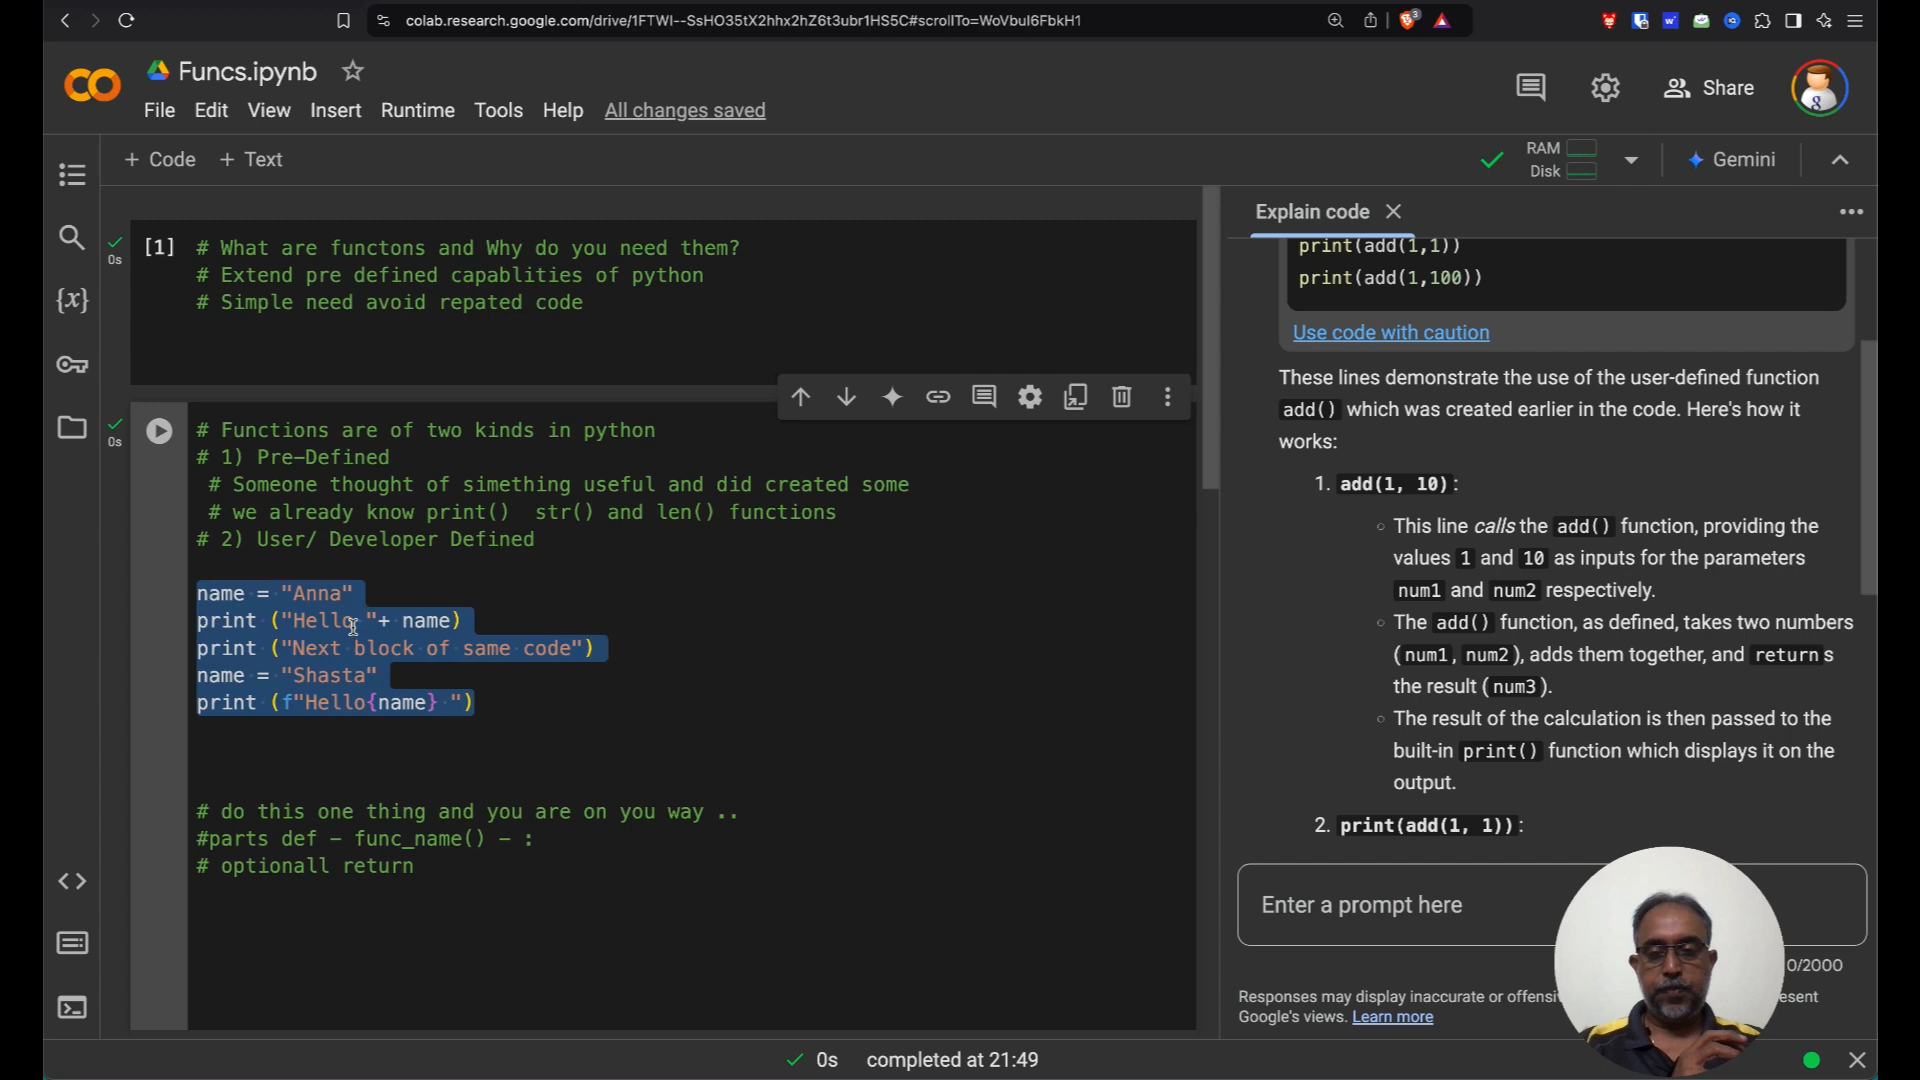 colab.research.google.com/drive/1FTWI--SsHO35tX2hhx2hZ6t3ubr1HS5C#scrollTo=WoVbuI6FbkH1
3
Funcs.ipynb
File Edit View Insert Runtime Tools Help All changes saved
Share
+ Code + Text
RAM
Disk
Gemini
[1]
0s
# What are functons and Why do you need them?
# Extend pre defined capablities of python
# Simple need avoid repated code
0s
# Functions are of two kinds in python
# 1) Pre-Defined
# Someone thought of simething useful and did created some
# we already know print()  str() and len() functions
# 2) User/ Developer Defined
name = "Anna"
print ("Hello "+ name)
print ("Next block of same code")
name = "Shasta"
print (f"Hello{name} ")
# do this one thing and you are on you way ..
#parts def - func_name() - :
# optionall return
Explain code
print(add(1,1))
print(add(1,100))
Use code with caution
These lines demonstrate the use of the user-defined function
add() which was created earlier in the code. Here's how it
works:
1. add(1, 10):
This line calls the add() function, providing the
values 1 and 10 as inputs for the parameters
num1 and num2 respectively.
The add() function, as defined, takes two numbers
(num1, num2), adds them together, and returns
the result (num3).
The result of the calculation is then passed to the
built-in print() function which displays it on the
output.
2. print(add(1, 1)):
Enter a prompt here
0/2000
Responses may display inaccurate or
Google's views. Learn more
0s completed at 21:49